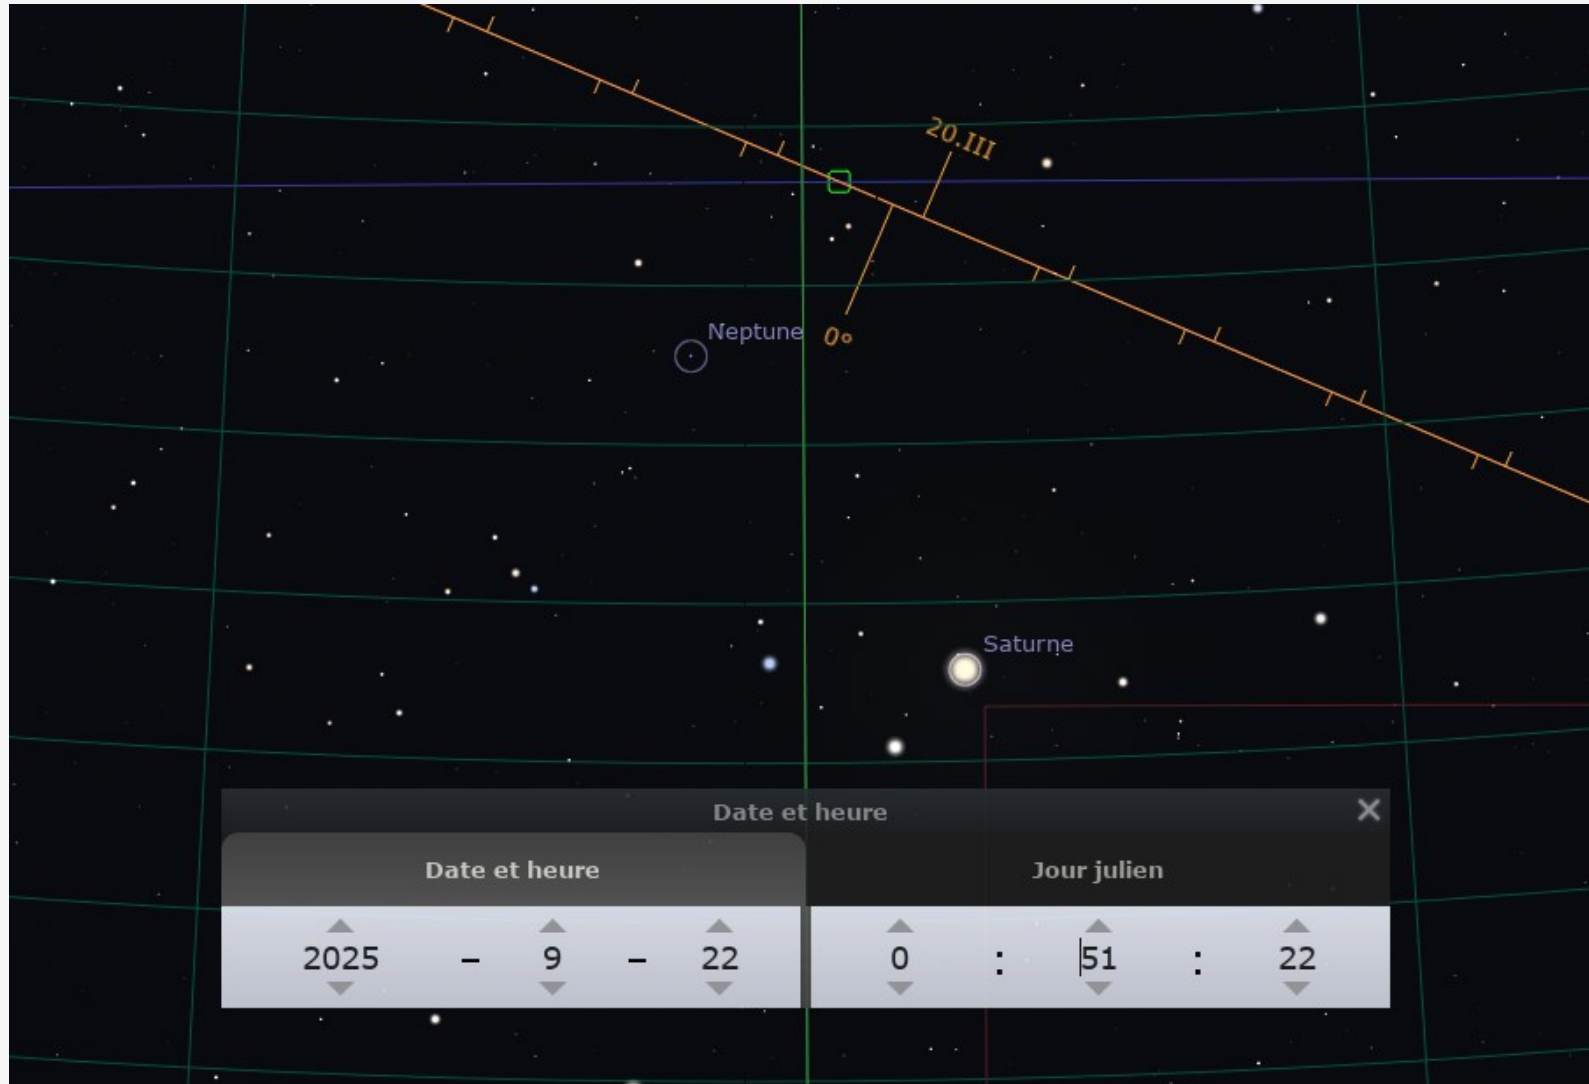 20.III
Neptune
0°
Saturne
Date et heure
Date et heure
Jour julien
2025 – 9 – 22 0 : 51 : 22